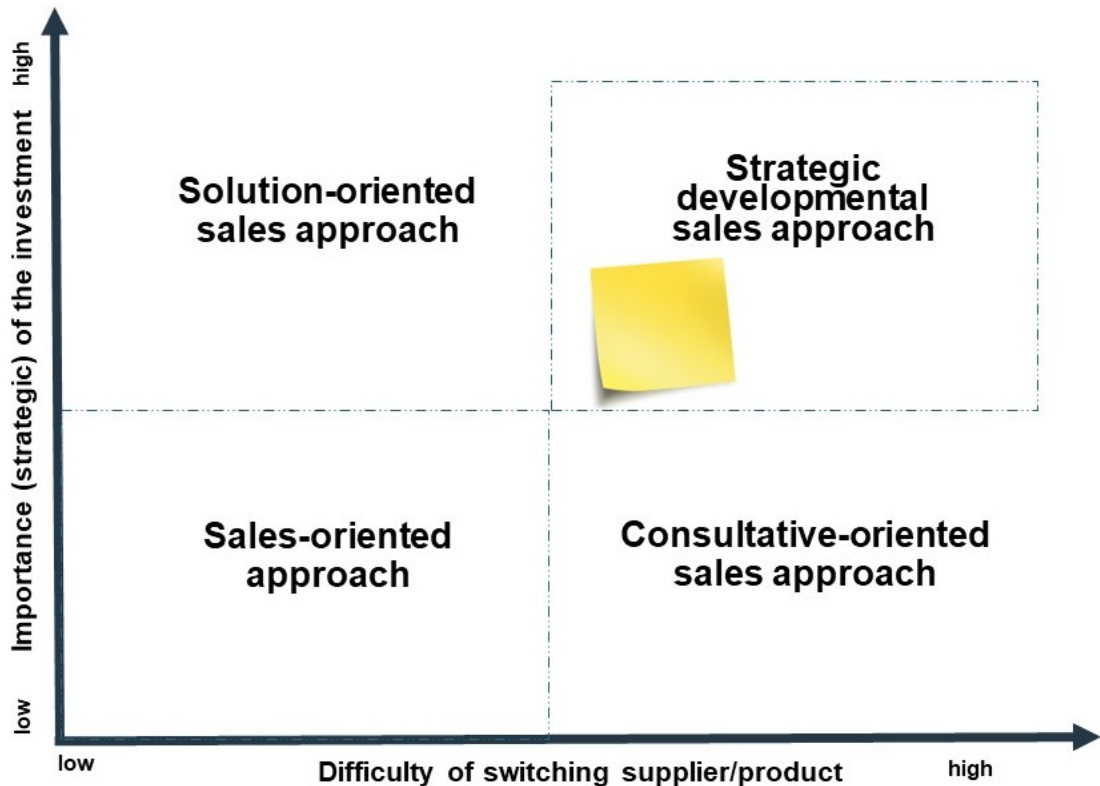 high
Importance (strategic) of the investment
low
Solution-oriented
sales approach
Strategic
developmental
sales approach
Sales-oriented
approach
Consultative-oriented
sales approach
low
Difficulty of switching supplier/product
high